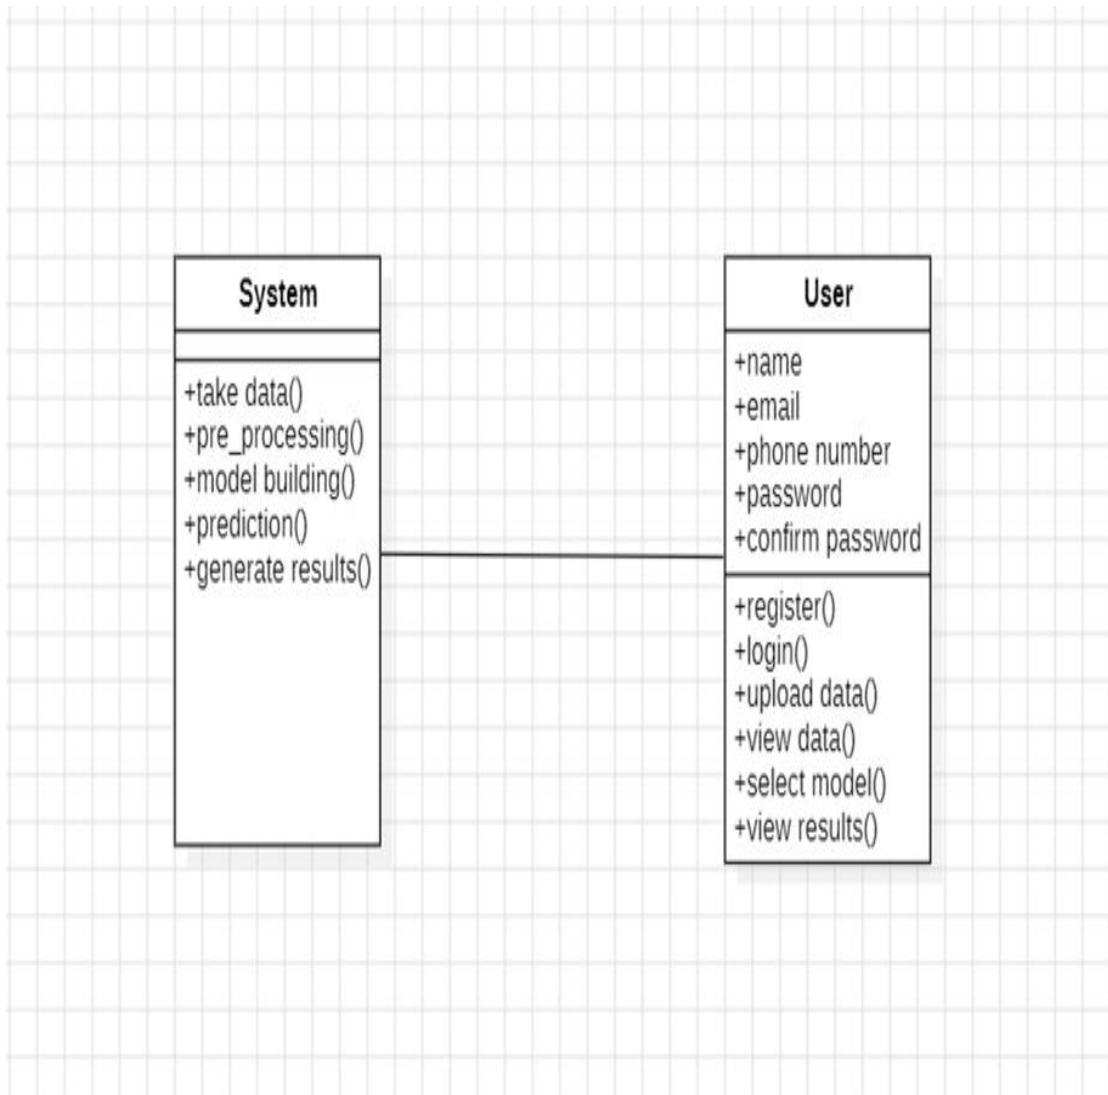 System
+take data()
+pre_processing()
+model building()
+prediction()
+generate results()
User
+name
+email
+phone number
+password
+confirm password
+register()
+login()
+upload data()
+view data()
+select model()
+view results()